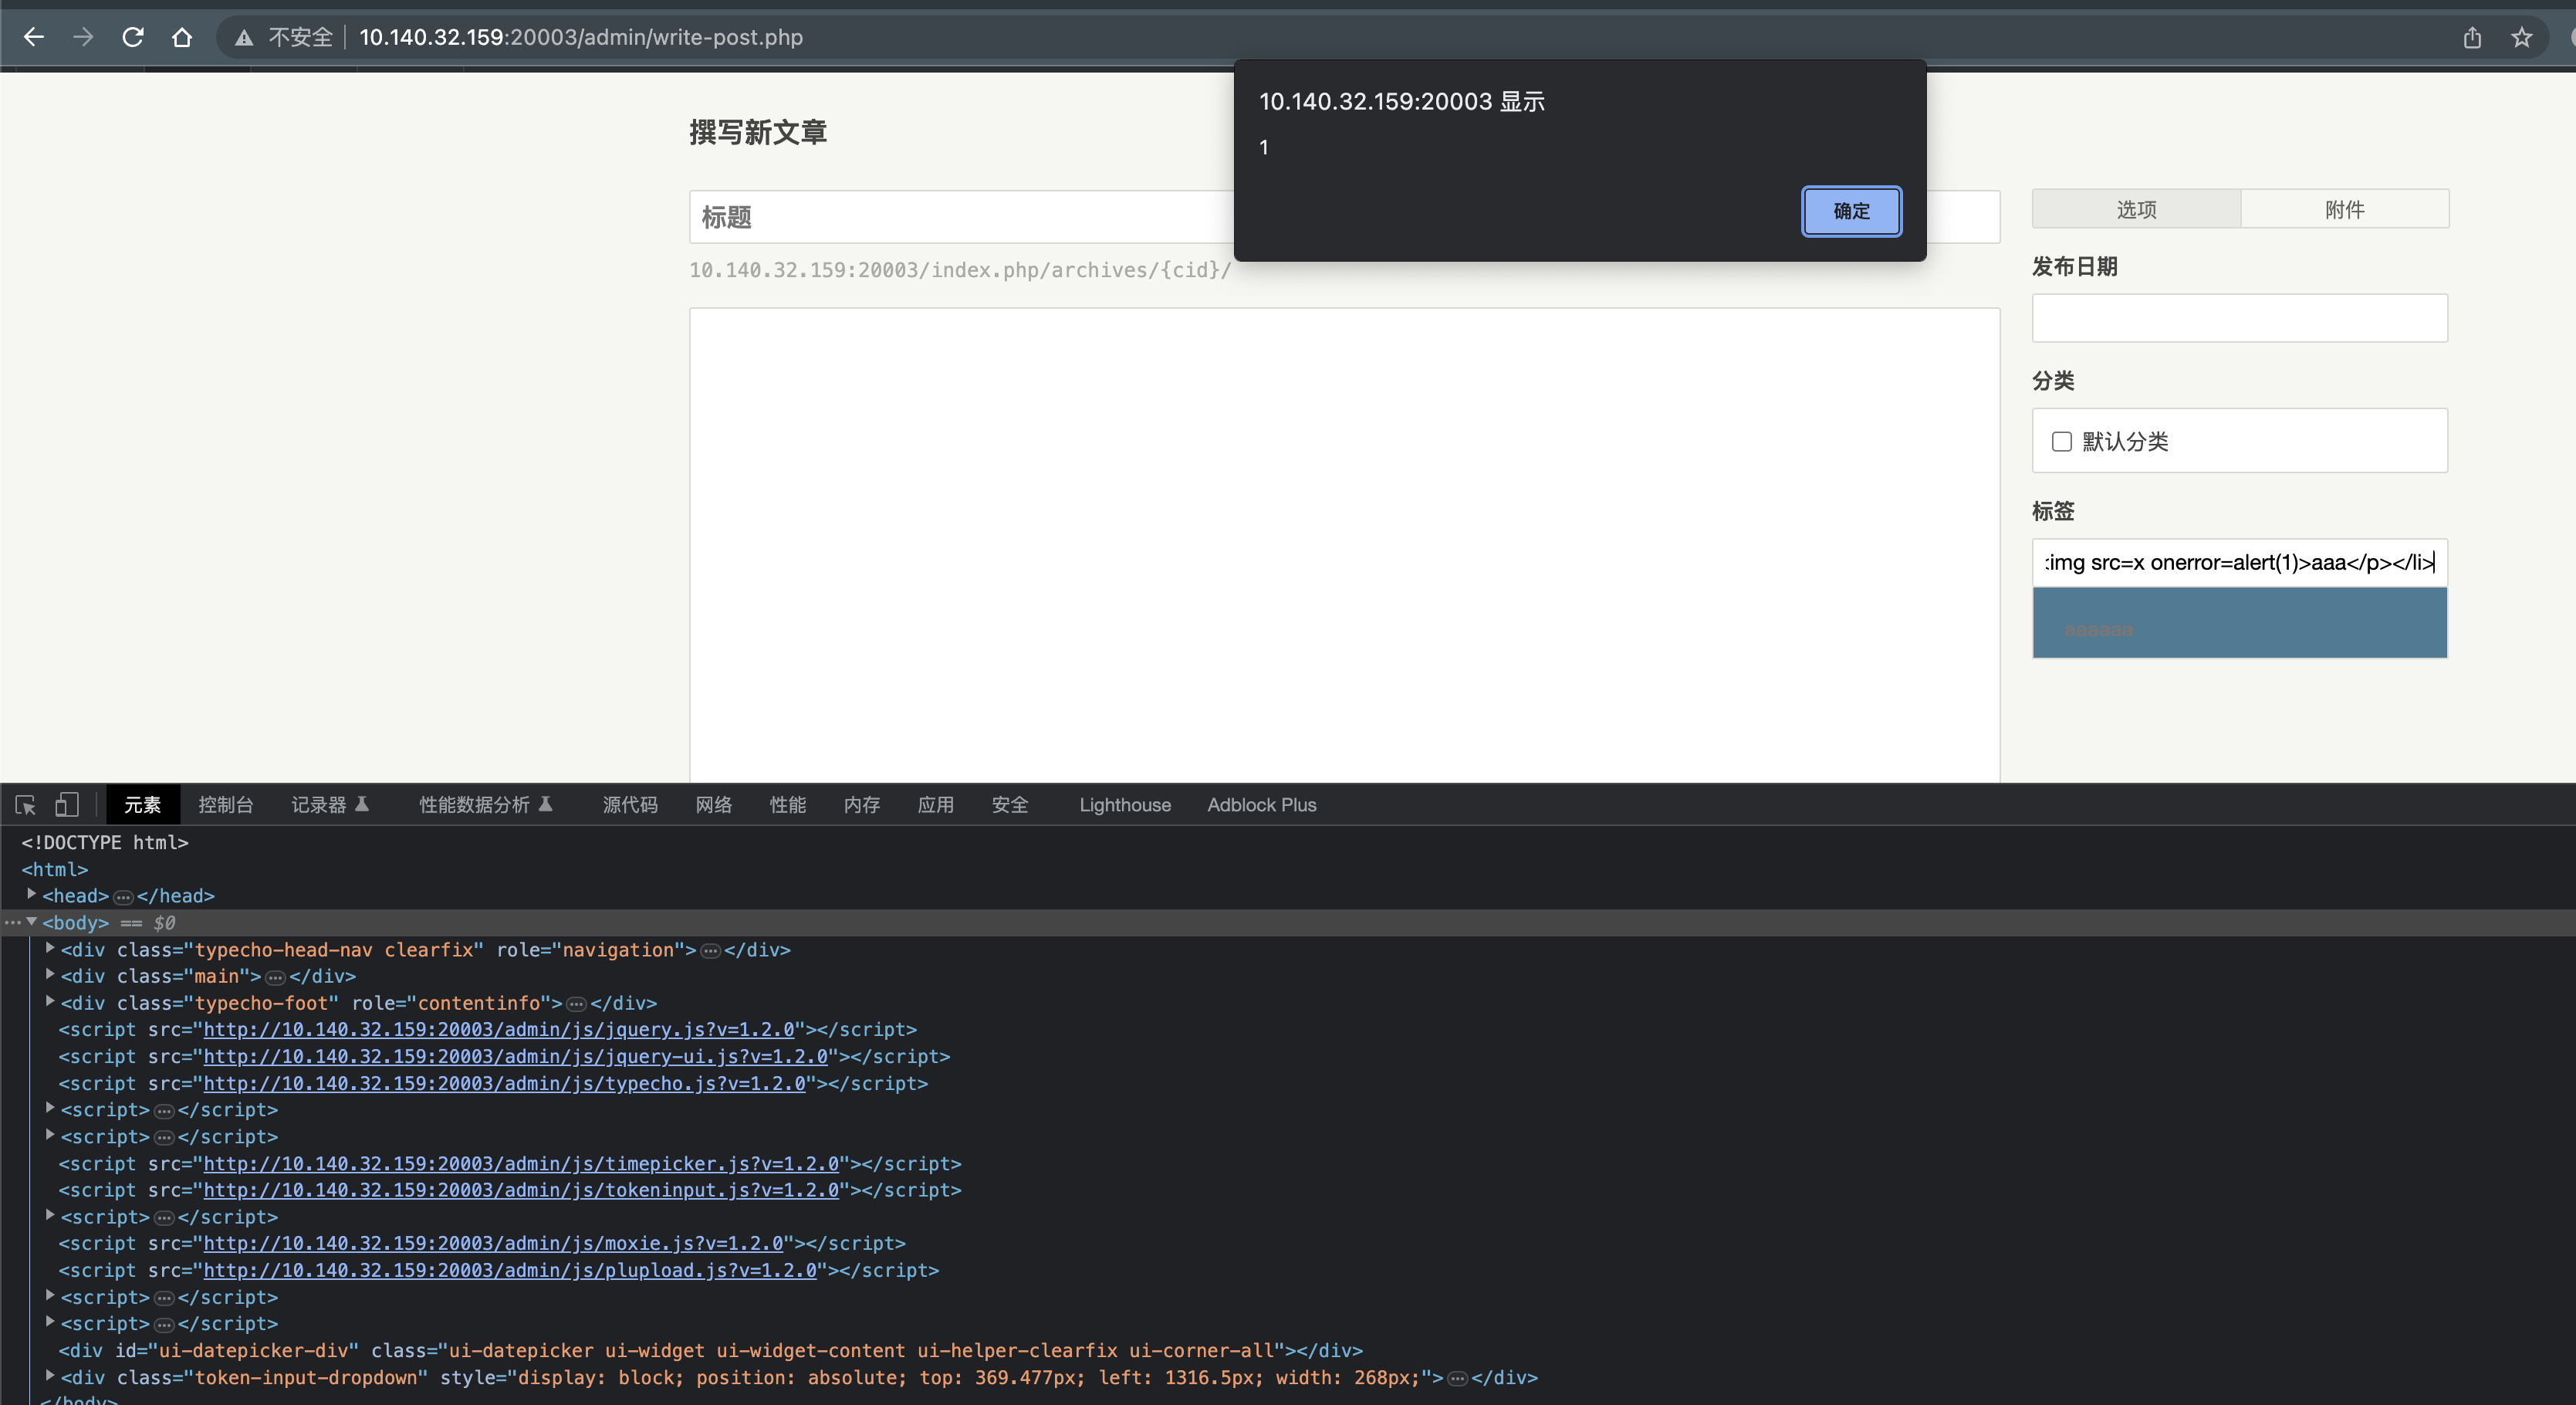 不安全 10.140.32.159:20003/admin/write-post.php
10.140.32.159:20003 显示
1
确定
撰写新文章
标题
10.140.32.159:20003/index.php/archives/{cid}/
选项 附件
发布日期
分类
默认分类
标签
<img src=x onerror=alert(1)>aaa</p></li>
aaaaaa
元素 控制台 记录器 性能数据分析 源代码 网络 性能 内存 应用 安全 Lighthouse Adblock Plus
<!DOCTYPE html>
<html>
<head>…</head>
<body> == $0
<div class="typecho-head-nav clearfix" role="navigation">…</div>
<div class="main">…</div>
<div class="typecho-foot" role="contentinfo">…</div>
<script src="http://10.140.32.159:20003/admin/js/jquery.js?v=1.2.0"></script>
<script src="http://10.140.32.159:20003/admin/js/jquery-ui.js?v=1.2.0"></script>
<script src="http://10.140.32.159:20003/admin/js/typecho.js?v=1.2.0"></script>
<script>…</script>
<script>…</script>
<script src="http://10.140.32.159:20003/admin/js/timepicker.js?v=1.2.0"></script>
<script src="http://10.140.32.159:20003/admin/js/tokeninput.js?v=1.2.0"></script>
<script>…</script>
<script src="http://10.140.32.159:20003/admin/js/moxie.js?v=1.2.0"></script>
<script src="http://10.140.32.159:20003/admin/js/plupload.js?v=1.2.0"></script>
<script>…</script>
<script>…</script>
<div id="ui-datepicker-div" class="ui-datepicker ui-widget ui-widget-content ui-helper-clearfix ui-corner-all"></div>
<div class="token-input-dropdown" style="display: block; position: absolute; top: 369.477px; left: 1316.5px; width: 268px;">…</div>
</body>